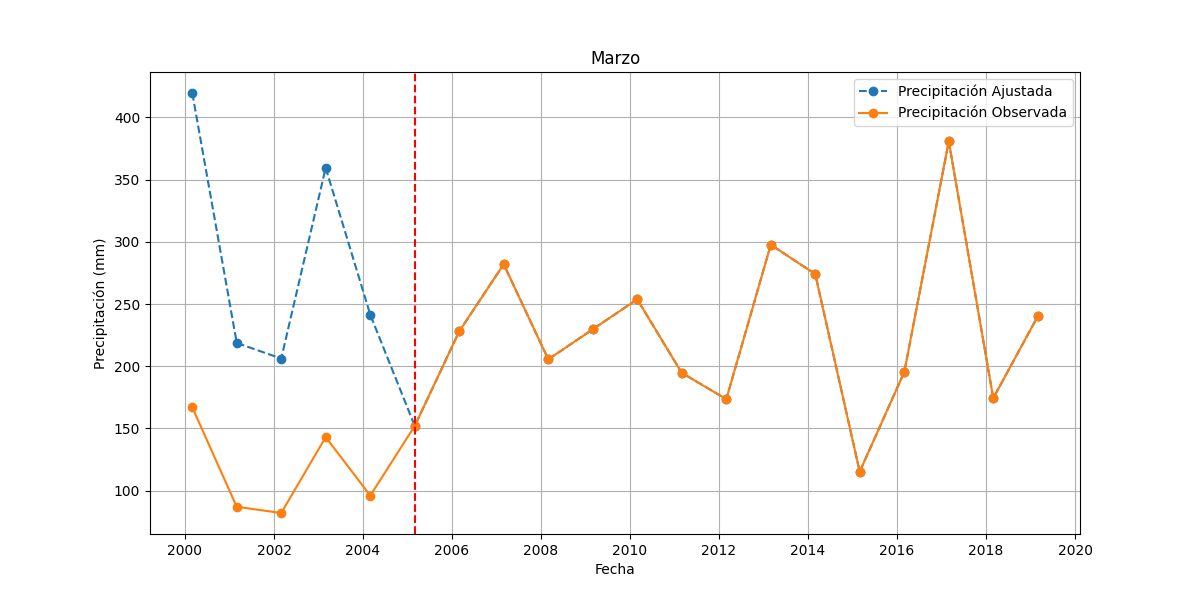 Marzo
Precipitación Ajustada
Precipitación Observada
Precipitación (mm)
400
350
300
250
200
150
100
2000 2002 2004 2006 2008 2010 2012 2014 2016 2018 2020
Fecha